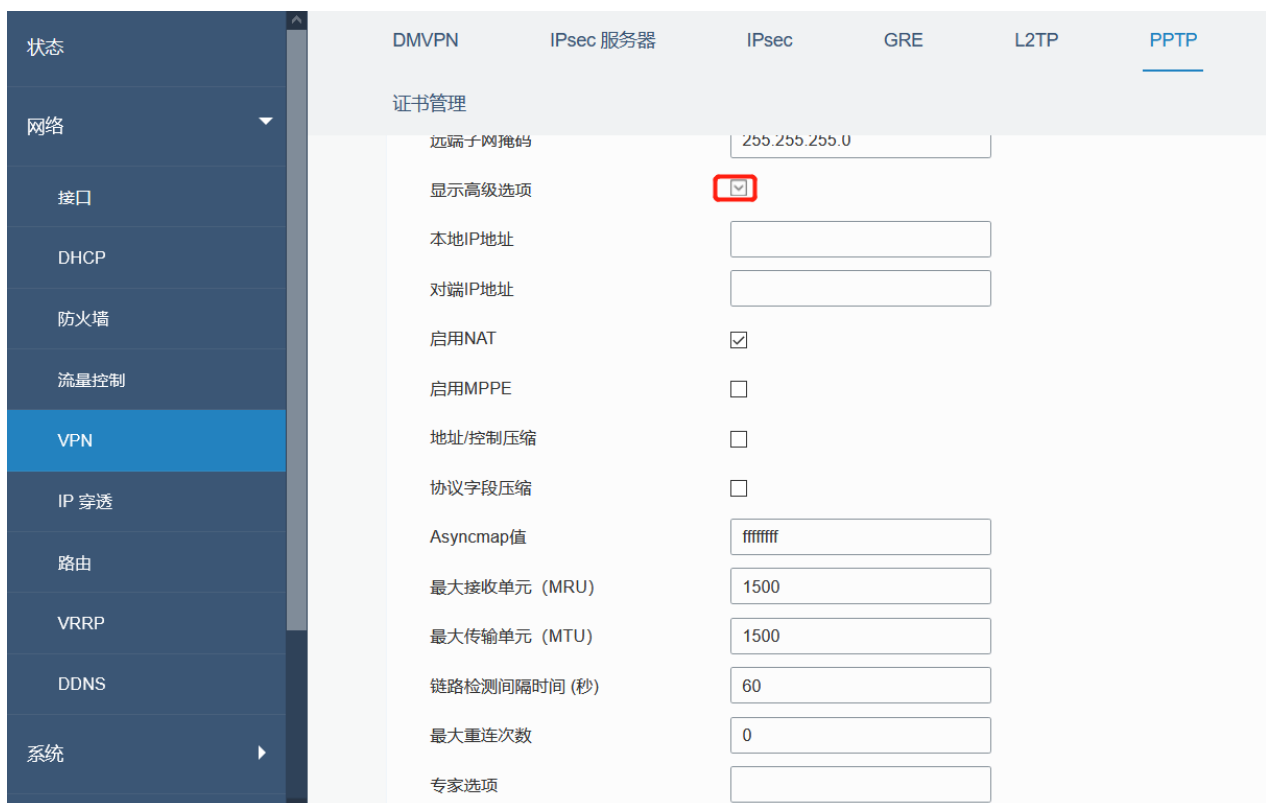 状态
网络
接口
DHCP
防火墙
流量控制
VPN
IP 穿透
路由
VRRP
DDNS
系统
DMVPN IPsec 服务器 IPsec GRE L2TP PPTP
证书管理
远端子网掩码 255.255.255.0
显示高级选项
本地IP地址
对端IP地址
启用NAT
启用MPPE
地址/控制压缩
协议字段压缩
Asyncmap值 ffffffff
最大接收单元（MRU） 1500
最大传输单元（MTU） 1500
链路检测间隔时间 (秒) 60
最大重连次数 0
专家选项